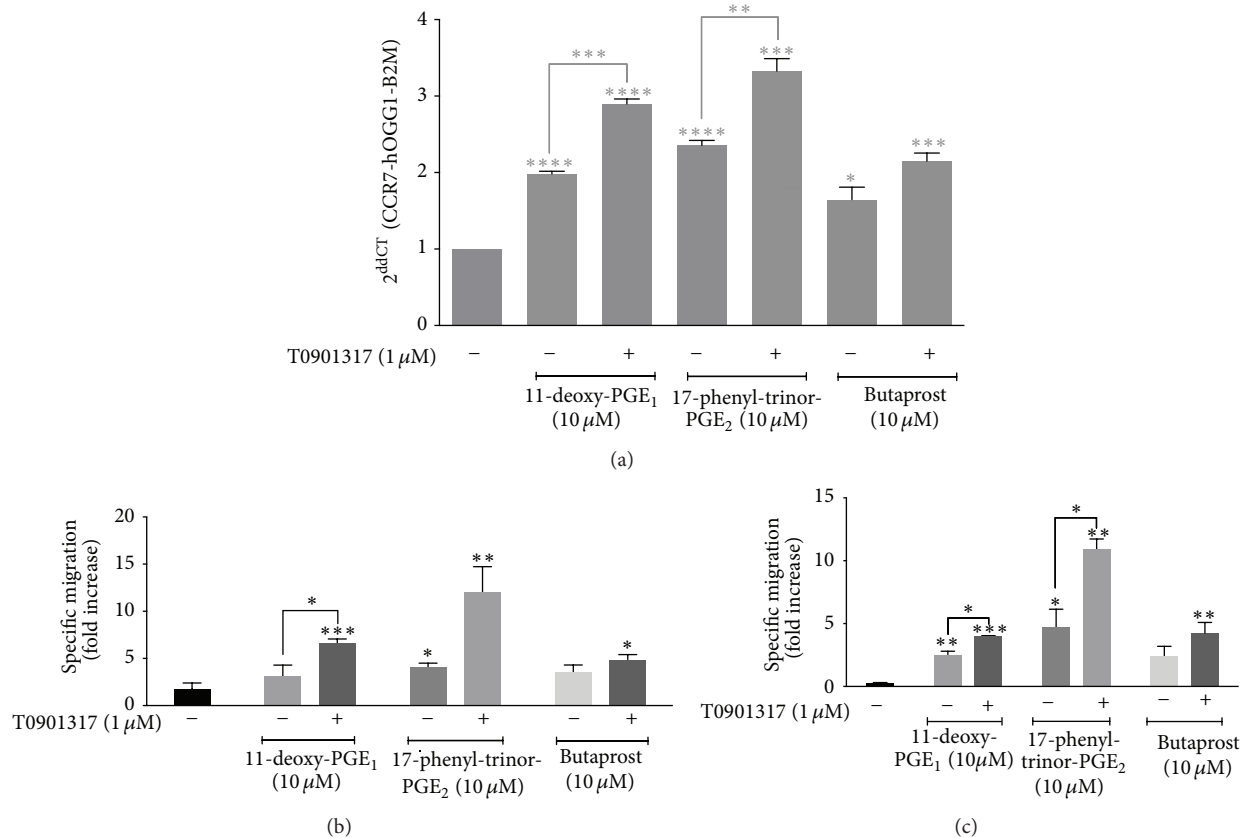 4
3
2
1
0
2^ddCT (CCR7-hOGG1-B2M)
*** **
**** **** **** *** * ***
T0901317 (1 μM) − − + − + − +
11-deoxy-PGE₁ (10 μM)
17-phenyl-trinor-PGE₂ (10 μM)
Butaprost (10 μM)
(a)
20
15
10
5
0
Specific migration (fold increase)
*
*** * ** *
T0901317 (1 μM) − − + − + − +
11-deoxy-PGE₁ (10 μM)
17-phenyl-trinor-PGE₂ (10 μM)
Butaprost (10 μM)
(b)
15
10
5
0
Specific migration (fold increase)
* *
** *** * ** **
T0901317 (1 μM) − − + − + − +
11-deoxy-PGE₁ (10 μM)
17-phenyl-trinor-PGE₂ (10 μM)
Butaprost (10 μM)
(c)